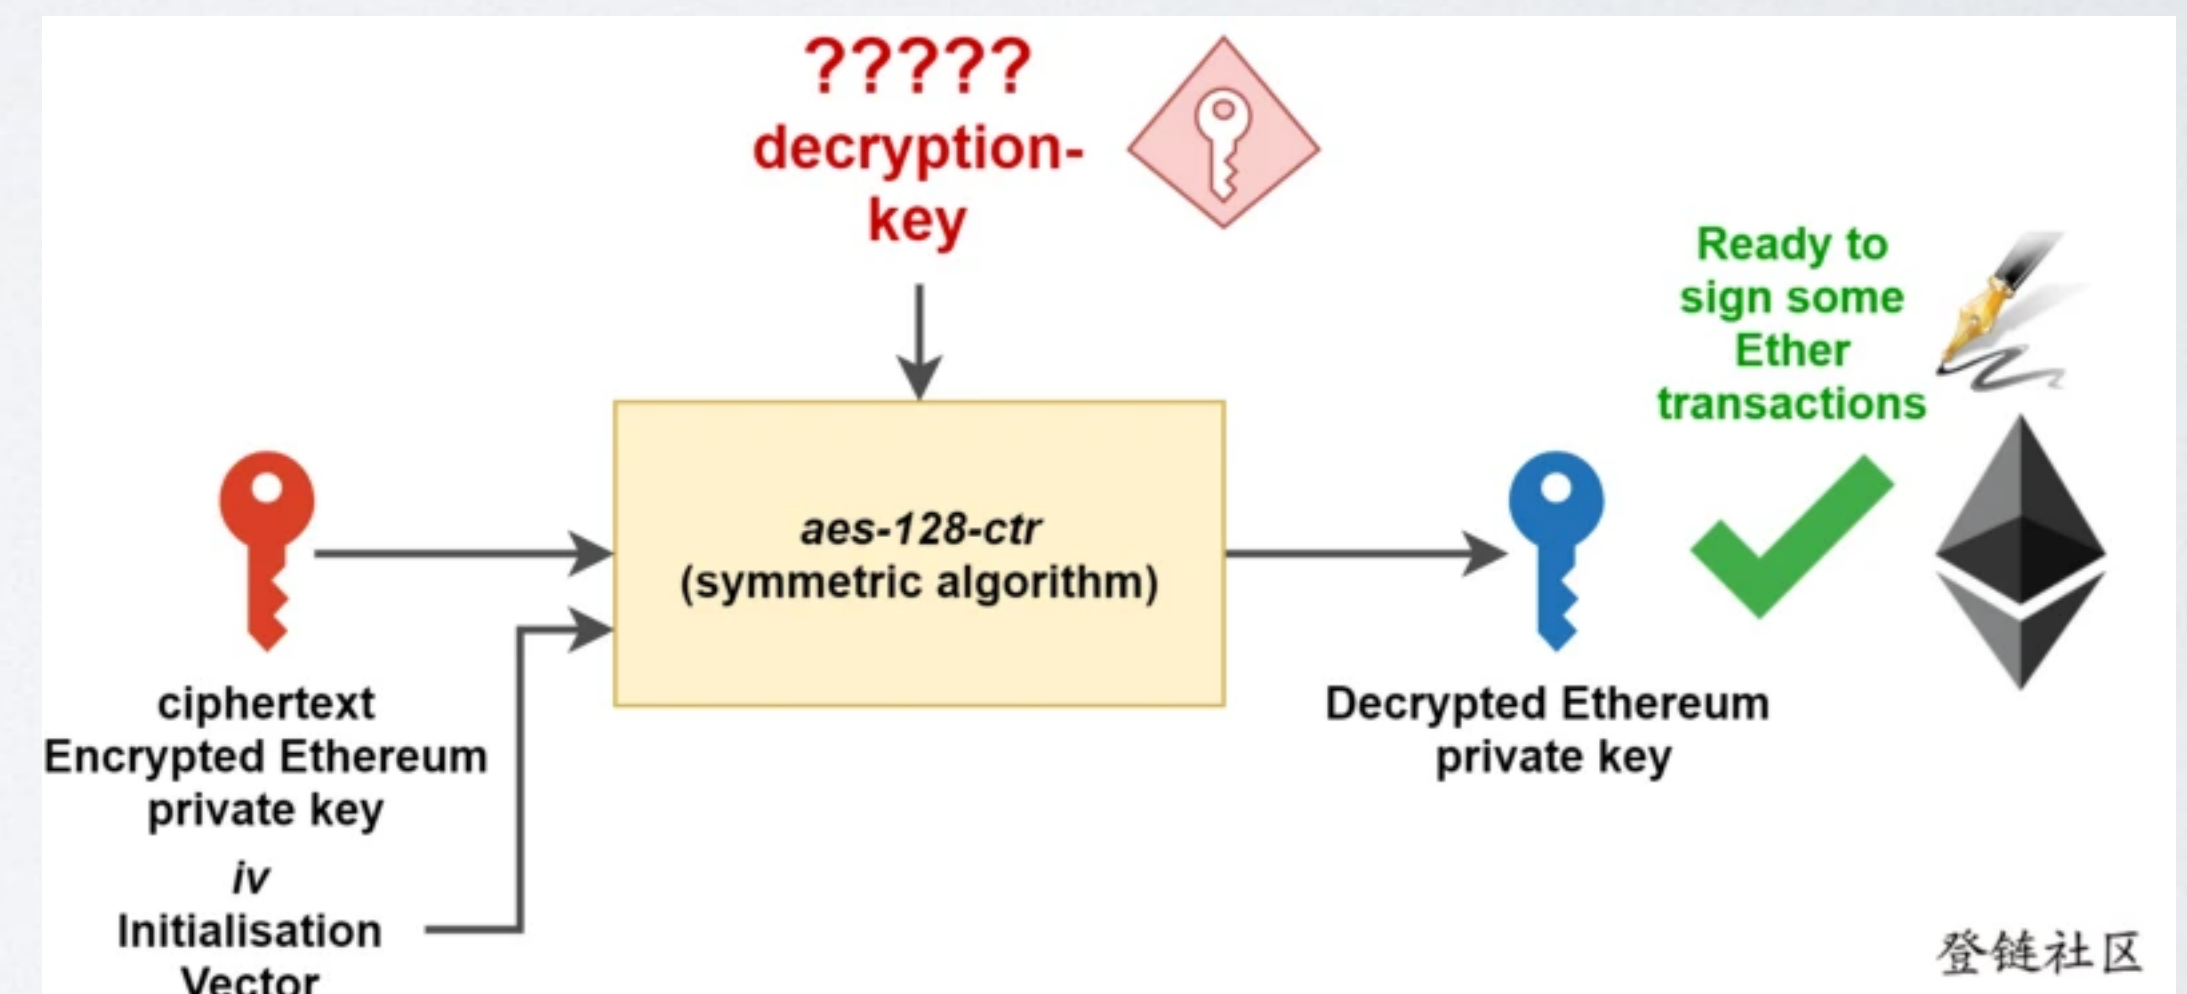 ?????
decryption-
key
Ready to
sign some
Ether
transactions
aes-128-ctr
(symmetric algorithm)
ciphertext
Encrypted Ethereum
private key
iv
Initialisation
Vector
Decrypted Ethereum
private key
登链社区